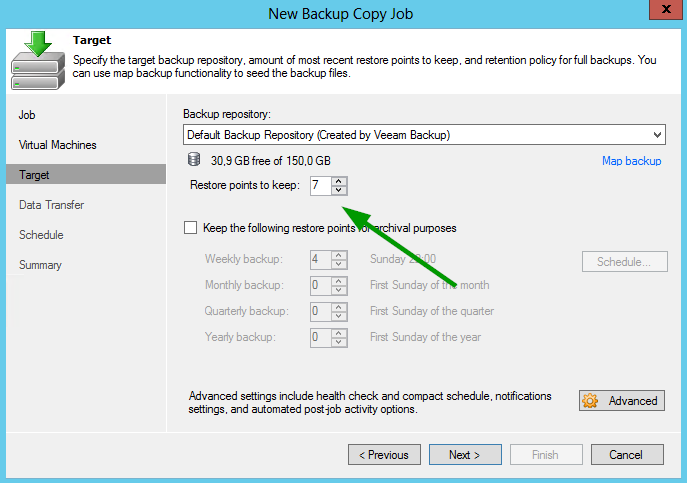 New Backup Copy Job
x
Target
Specify the target backup repository, amount of most recent restore points to keep, and retention policy for full backups. You
can use map backup functionality to seed the backup files.
Job
Virtual Machines
Target
Data Transfer
Schedule
Summary
Backup repository:
Default Backup Repository (Created by Veeam Backup)
30,9 GB free of 150,0 GB
Map backup
Restore points to keep: 7
Keep the following restore points for archival purposes
Weekly backup: 4 Sunday 22:00 Schedule...
Monthly backup: 0 First Sunday of the month
Quarterly backup: 0 First Sunday of the quarter
Yearly backup: 0 First Sunday of the year
Advanced settings include health check and compact schedule, notifications
settings, and automated post-job activity options.
Advanced
< Previous
Next >
Finish
Cancel